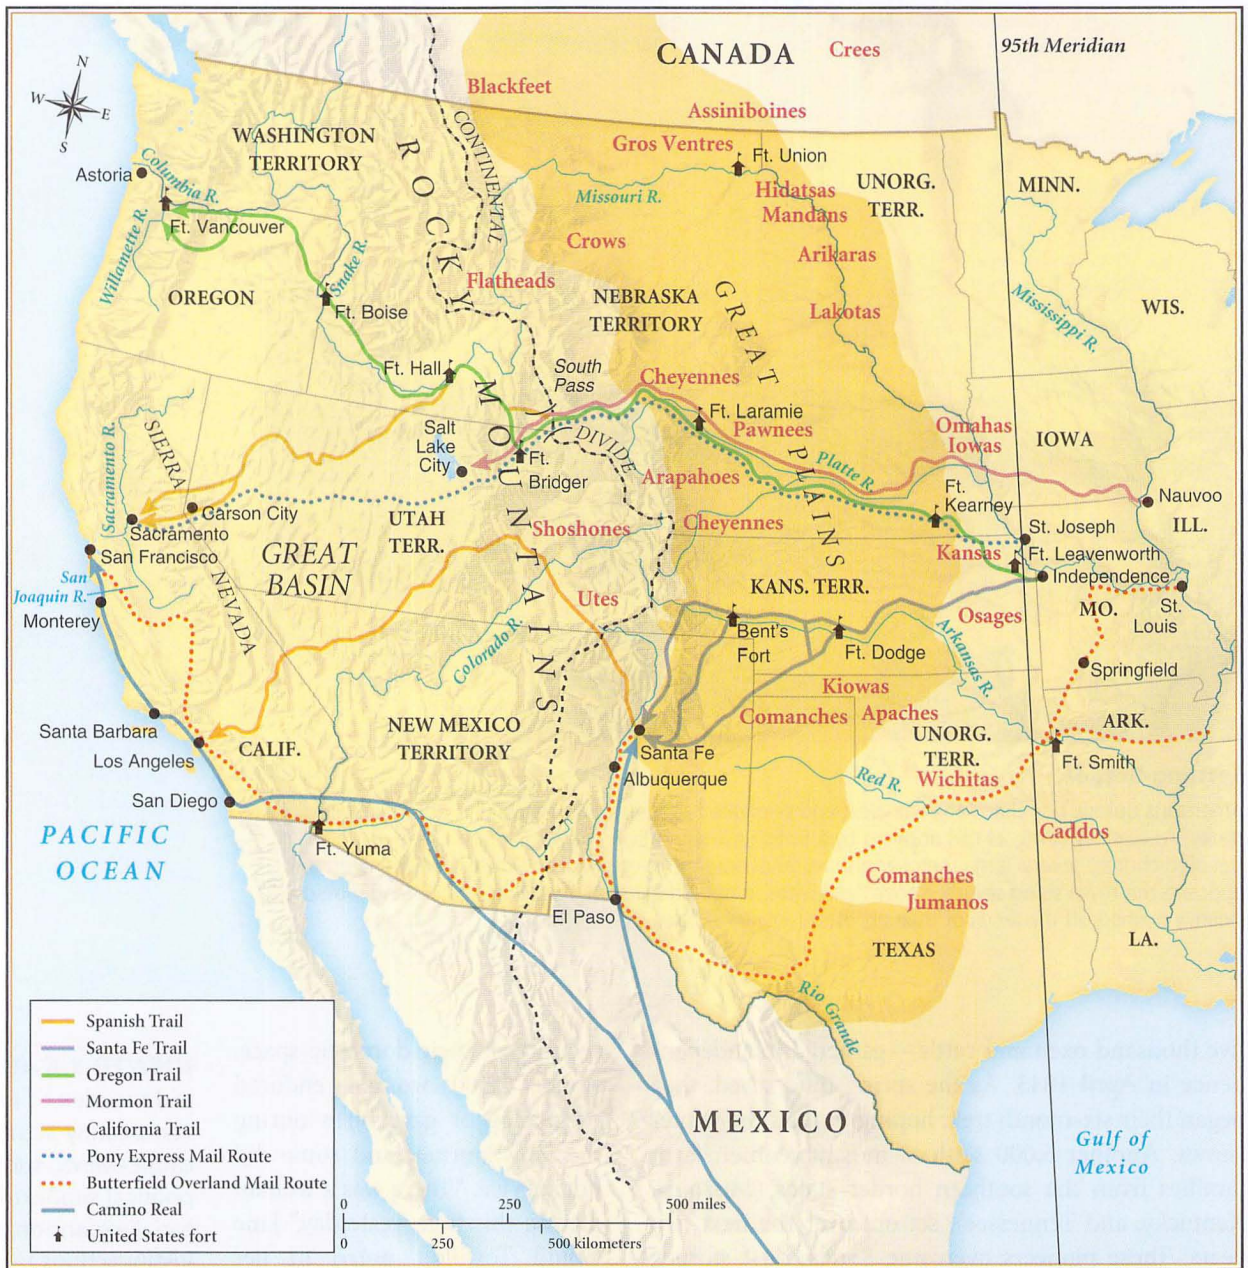 CANADA
Crees
95th Meridian
N
W
E
S
Blackfeet
Assiniboines
Gros Ventres
Ft. Union
WASHINGTON
TERRITORY
ROCKY
CONTINENTAL
Missouri R.
Hidatsas
Mandans
UNORG.
TERR.
MINN.
Astoria
Columbia R.
Ft. Vancouver
Willamette R.
Crows
Arikaras
Snake R.
OREGON
Flatheads
NEBRASKA
TERRITORY
GREAT
Lakotas
Mississippi R.
WIS.
Ft. Boise
Ft. Hall
South
Pass
Cheyennes
MOUNTAINS
Ft. Laramie
Pawnees
Omahas
Iowas
IOWA
SIERRA
Salt
Lake
City
DIVIDE
Ft.
Bridger
Arapahoes
Platte R.
PLAINS
Ft.
Kearney
Nauvoo
ILL.
Sacramento R.
Carson City
Sacramento
UTAH
TERR.
Shoshones
Cheyennes
St. Joseph
San Francisco
GREAT
BASIN
Kansas
Ft. Leavenworth
Independence
San
Joaquin R.
Monterey
NEVADA
Utes
KANS. TERR.
Osages
MO.
St.
Louis
Colorado R.
Bent's
Fort
Ft. Dodge
Arkansas R.
Springfield
Kiowas
Santa Barbara
Los Angeles
CALIF.
NEW MEXICO
TERRITORY
Comanches
Apaches
UNORG.
TERR.
ARK.
Santa Fe
Albuquerque
Red R.
Wichitas
Ft. Smith
San Diego
PACIFIC
OCEAN
Ft. Yuma
Caddos
Comanches
Jumanos
El Paso
TEXAS
LA.
Rio Grande
MEXICO
Gulf of
Mexico
Spanish Trail
Santa Fe Trail
Oregon Trail
Mormon Trail
California Trail
Pony Express Mail Route
Butterfield Overland Mail Route
Camino Real
United States fort
0
250
500 miles
0
250
500 kilometers